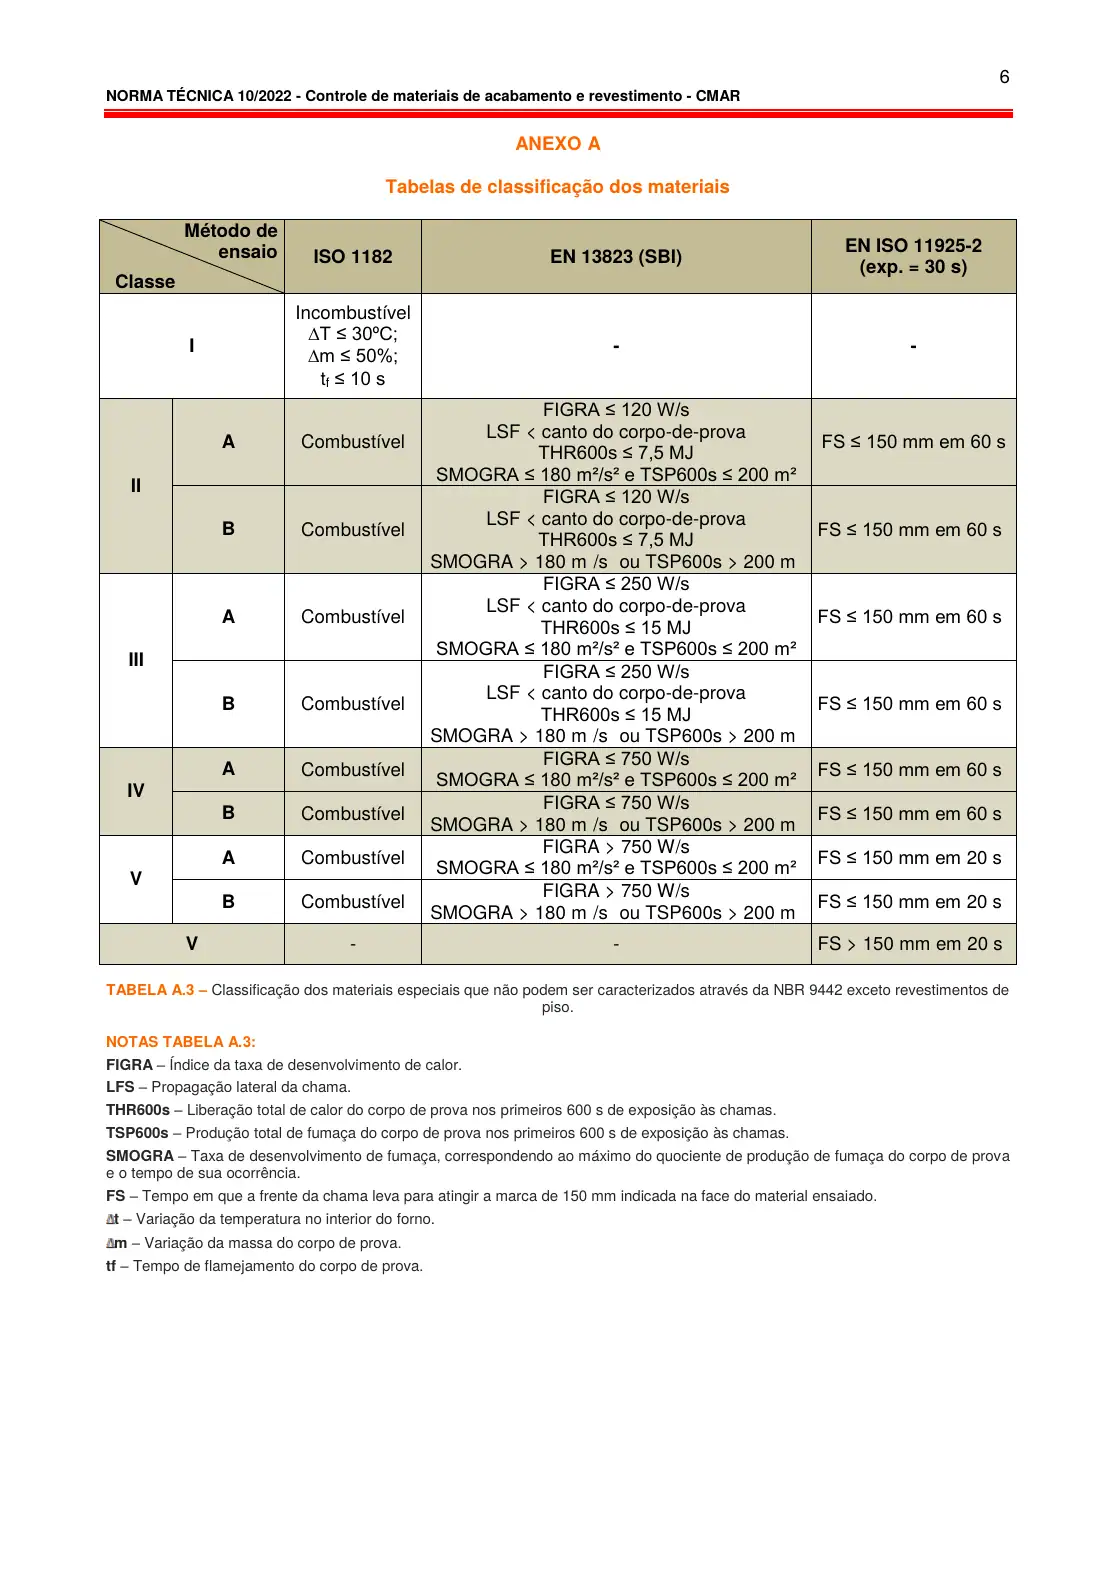 6
NORMA TÉCNICA 10/2022 - Controle de materiais de acabamento e revestimento - CMAR
ANEXO A
Tabelas de classificação dos materiais
Método de
ensaio
Classe
ISO 1182
EN 13823 (SBI)
EN ISO 11925-2
(exp. = 30 s)
I
Incombustível
∆T ≤ 30ºC;
∆m ≤ 50%;
tf ≤ 10 s
-
-
II
A
Combustível
FIGRA ≤ 120 W/s
LSF < canto do corpo-de-prova
THR600s ≤ 7,5 MJ
SMOGRA ≤ 180 m²/s² e TSP600s ≤ 200 m²
FS ≤ 150 mm em 60 s
B
Combustível
FIGRA ≤ 120 W/s
LSF < canto do corpo-de-prova
THR600s ≤ 7,5 MJ
SMOGRA > 180 m /s ou TSP600s > 200 m
FS ≤ 150 mm em 60 s
III
A
Combustível
FIGRA ≤ 250 W/s
LSF < canto do corpo-de-prova
THR600s ≤ 15 MJ
SMOGRA ≤ 180 m²/s² e TSP600s ≤ 200 m²
FS ≤ 150 mm em 60 s
B
Combustível
FIGRA ≤ 250 W/s
LSF < canto do corpo-de-prova
THR600s ≤ 15 MJ
SMOGRA > 180 m /s ou TSP600s > 200 m
FS ≤ 150 mm em 60 s
IV
A
Combustível
FIGRA ≤ 750 W/s
SMOGRA ≤ 180 m²/s² e TSP600s ≤ 200 m²
FS ≤ 150 mm em 60 s
B
Combustível
FIGRA ≤ 750 W/s
SMOGRA > 180 m /s ou TSP600s > 200 m
FS ≤ 150 mm em 60 s
V
A
Combustível
FIGRA > 750 W/s
SMOGRA ≤ 180 m²/s² e TSP600s ≤ 200 m²
FS ≤ 150 mm em 20 s
B
Combustível
FIGRA > 750 W/s
SMOGRA > 180 m /s ou TSP600s > 200 m
FS ≤ 150 mm em 20 s
V
-
-
FS > 150 mm em 20 s
TABELA A.3 – Classificação dos materiais especiais que não podem ser caracterizados através da NBR 9442 exceto revestimentos de
piso.
NOTAS TABELA A.3:
FIGRA – Índice da taxa de desenvolvimento de calor.
LFS – Propagação lateral da chama.
THR600s – Liberação total de calor do corpo de prova nos primeiros 600 s de exposição às chamas.
TSP600s – Produção total de fumaça do corpo de prova nos primeiros 600 s de exposição às chamas.
SMOGRA – Taxa de desenvolvimento de fumaça, correspondendo ao máximo do quociente de produção de fumaça do corpo de prova
e o tempo de sua ocorrência.
FS – Tempo em que a frente da chama leva para atingir a marca de 150 mm indicada na face do material ensaiado.
∆t – Variação da temperatura no interior do forno.
∆m – Variação da massa do corpo de prova.
tf – Tempo de flamejamento do corpo de prova.